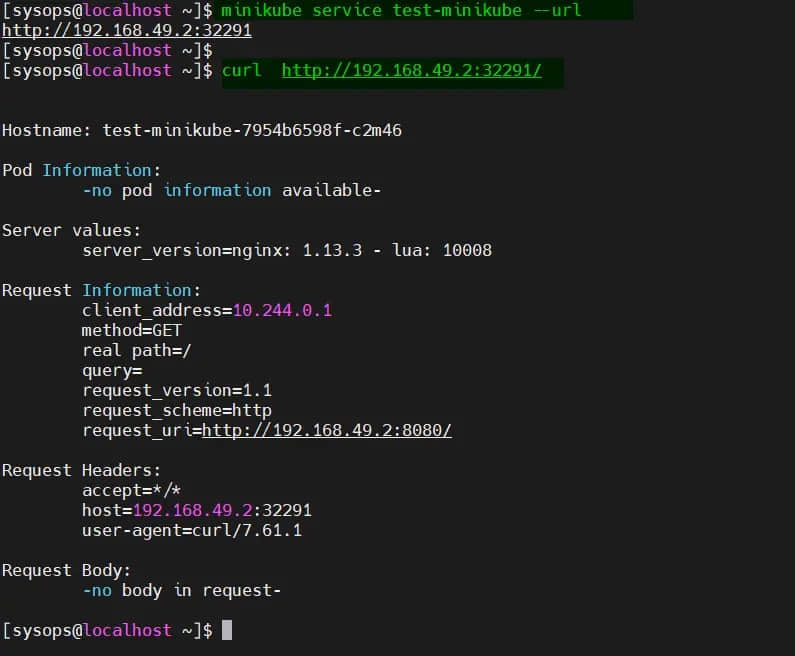 [sysops@localhost ~]$ minikube service test-minikube --url
http://192.168.49.2:32291
[sysops@localhost ~]$
[sysops@localhost ~]$ curl  http://192.168.49.2:32291/
Hostname: test-minikube-7954b6598f-c2m46
Pod Information:
        -no pod information available-
Server values:
        server_version=nginx: 1.13.3 - lua: 10008
Request Information:
        client_address=10.244.0.1
        method=GET
        real path=/
        query=
        request_version=1.1
        request_scheme=http
        request_uri=http://192.168.49.2:8080/
Request Headers:
        accept=*/*
        host=192.168.49.2:32291
        user-agent=curl/7.61.1
Request Body:
        -no body in request-
[sysops@localhost ~]$